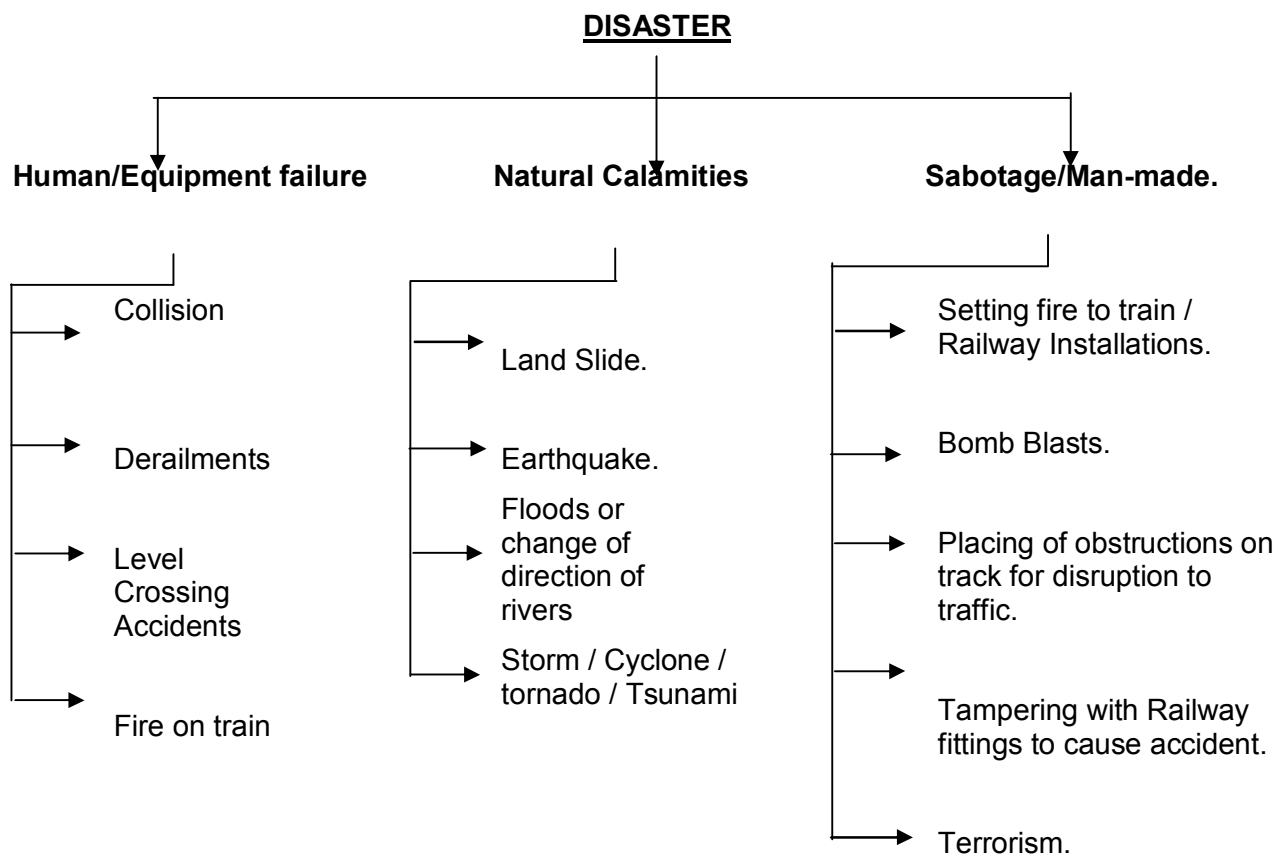 DISASTER
Human/Equipment failure
Natural Calamities
Sabotage/Man-made.
Collision
Derailments
Level
Crossing
Accidents
Fire on train
Land Slide.
Earthquake.
Floods or
change of
direction of
rivers
Storm / Cyclone /
tornado / Tsunami
Setting fire to train /
Railway Installations.
Bomb Blasts.
Placing of obstructions on
track for disruption to
traffic.
Tampering with Railway
fittings to cause accident.
Terrorism.